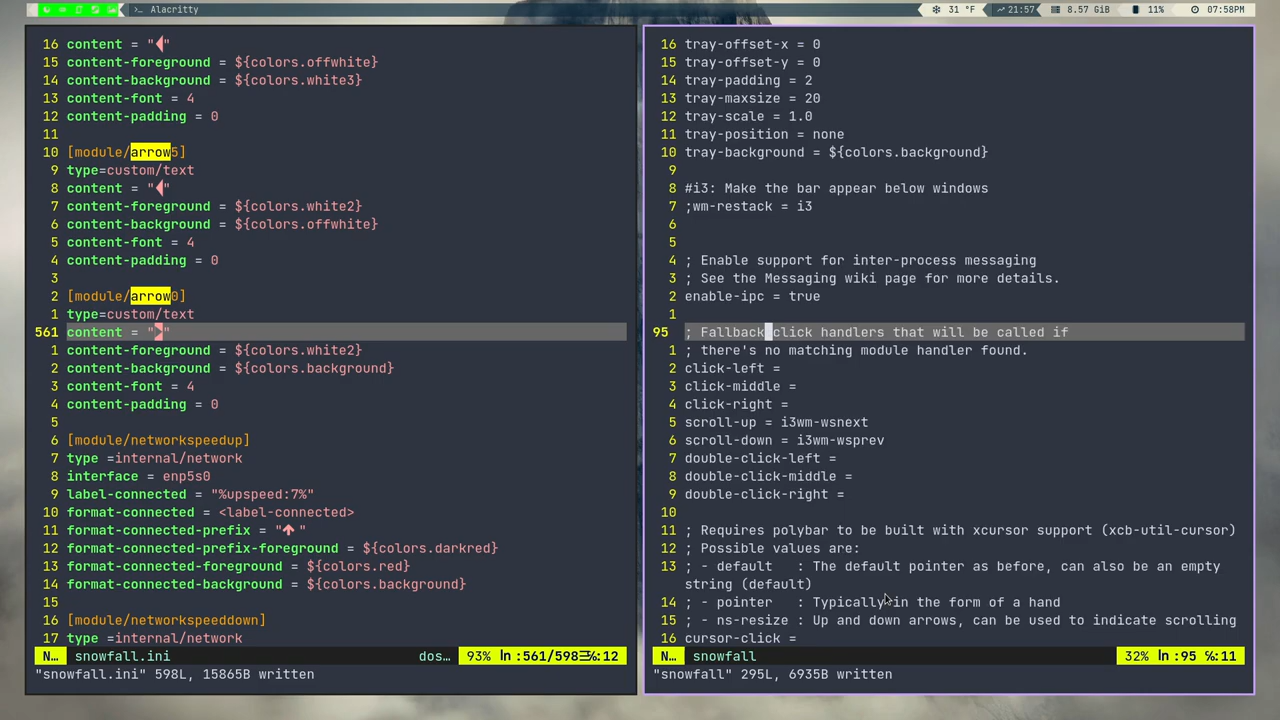 Alacritty
31 °F
21:57
8.57 GiB
11%
07:58PM
16 content = ""
15 content-foreground = ${colors.offwhite}
14 content-background = ${colors.white3}
13 content-font = 4
12 content-padding = 0
11
10 [module/arrow5]
9 type=custom/text
8 content = ""
7 content-foreground = ${colors.white2}
6 content-background = ${colors.offwhite}
5 content-font = 4
4 content-padding = 0
3
2 [module/arrow0]
1 type=custom/text
561 content = ""
1 content-foreground = ${colors.white2}
2 content-background = ${colors.background}
3 content-font = 4
4 content-padding = 0
5
6 [module/networkspeedup]
7 type =internal/network
8 interface = enp5s0
9 label-connected = "%upspeed:7%"
10 format-connected = <label-connected>
11 format-connected-prefix = "🡹 "
12 format-connected-prefix-foreground = ${colors.darkred}
13 format-connected-foreground = ${colors.red}
14 format-connected-background = ${colors.background}
15
16 [module/networkspeeddown]
17 type =internal/network
N… snowfall.ini dos… 93% ln :561/598☰℅:12
"snowfall.ini" 598L, 15865B written
16 tray-offset-x = 0
15 tray-offset-y = 0
14 tray-padding = 2
13 tray-maxsize = 20
12 tray-scale = 1.0
11 tray-position = none
10 tray-background = ${colors.background}
9
8 #i3: Make the bar appear below windows
7 ;wm-restack = i3
6
5
4 ; Enable support for inter-process messaging
3 ; See the Messaging wiki page for more details.
2 enable-ipc = true
1
95 ; Fallback click handlers that will be called if
1 ; there's no matching module handler found.
2 click-left =
3 click-middle =
4 click-right =
5 scroll-up = i3wm-wsnext
6 scroll-down = i3wm-wsprev
7 double-click-left =
8 double-click-middle =
9 double-click-right =
10
11 ; Requires polybar to be built with xcursor support (xcb-util-cursor)
12 ; Possible values are:
13 ; - default   : The default pointer as before, can also be an empty
string (default)
14 ; - pointer   : Typically in the form of a hand
15 ; - ns-resize : Up and down arrows, can be used to indicate scrolling
16 cursor-click =
N… snowfall 32% ln :95 ℅:11
"snowfall" 295L, 6935B written